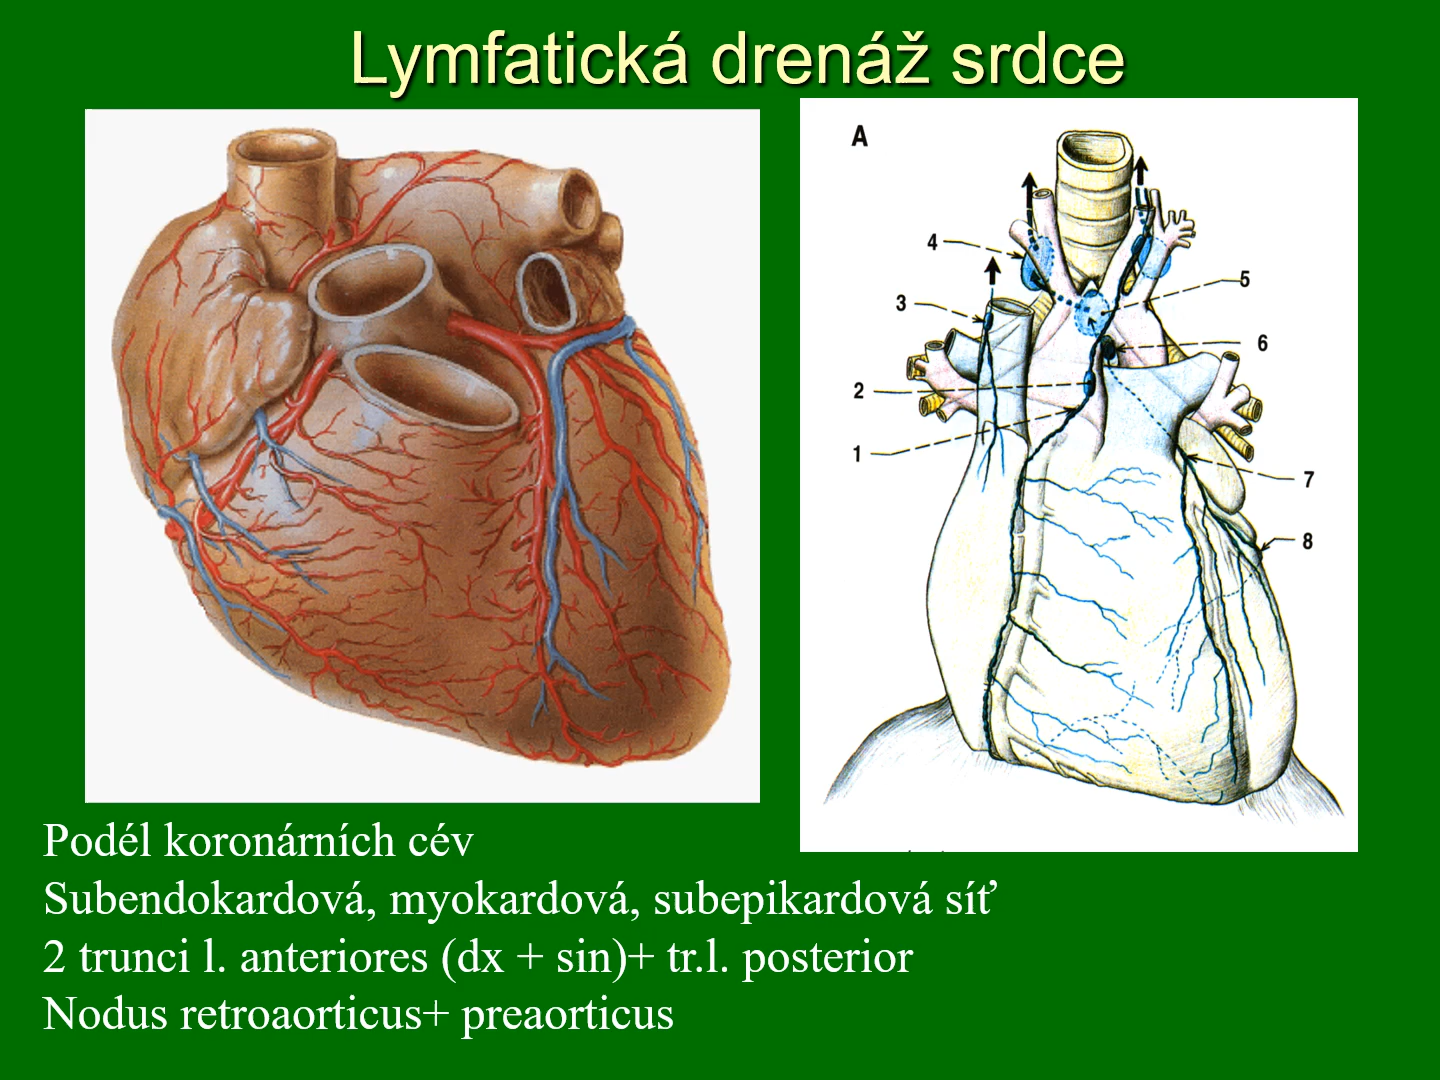 Lymfatická drenáž srdce
A
4
5
3
6
2
1
7
8
Podél koronárních cév
Subendokardová, myokardová, subepikardová síť
2 trunci l. anteriores (dx + sin)+ tr.l. posterior
Nodus retroaorticus+ preaorticus